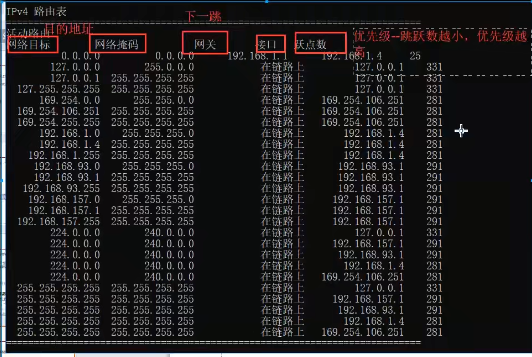 IPv4 路由表
活动路由
目的地址
下一跳
优先级--跳跃数越小，优先级越
网络目标 网络掩码 网关 接口 跃点数
0.0.0.0 0.0.0.0 192.168.1.1 192.168.1.4 25
127.0.0.0 255.0.0.0 在链路上 127.0.0.1 331
127.0.0.1 255.255.255.255 在链路上 127.0.0.1 331
127.255.255.255 255.255.255.255 在链路上 127.0.0.1 331
169.254.0.0 255.255.0.0 在链路上 169.254.106.251 281
169.254.106.251 255.255.255.255 在链路上 169.254.106.251 281
169.254.255.255 255.255.255.255 在链路上 169.254.106.251 281
192.168.1.0 255.255.255.0 在链路上 192.168.1.4 281
192.168.1.4 255.255.255.255 在链路上 192.168.1.4 281
192.168.1.255 255.255.255.255 在链路上 192.168.1.4 281
192.168.93.0 255.255.255.0 在链路上 192.168.93.1 291
192.168.93.1 255.255.255.255 在链路上 192.168.93.1 291
192.168.93.255 255.255.255.255 在链路上 192.168.93.1 291
192.168.157.0 255.255.255.0 在链路上 192.168.157.1 291
192.168.157.1 255.255.255.255 在链路上 192.168.157.1 291
192.168.157.255 255.255.255.255 在链路上 192.168.157.1 291
224.0.0.0 240.0.0.0 在链路上 127.0.0.1 331
224.0.0.0 240.0.0.0 在链路上 192.168.157.1 291
224.0.0.0 240.0.0.0 在链路上 192.168.93.1 291
224.0.0.0 240.0.0.0 在链路上 192.168.1.4 281
224.0.0.0 240.0.0.0 在链路上 169.254.106.251 281
255.255.255.255 255.255.255.255 在链路上 127.0.0.1 331
255.255.255.255 255.255.255.255 在链路上 192.168.157.1 291
255.255.255.255 255.255.255.255 在链路上 192.168.93.1 291
255.255.255.255 255.255.255.255 在链路上 192.168.1.4 281
255.255.255.255 255.255.255.255 在链路上 169.254.106.251 281